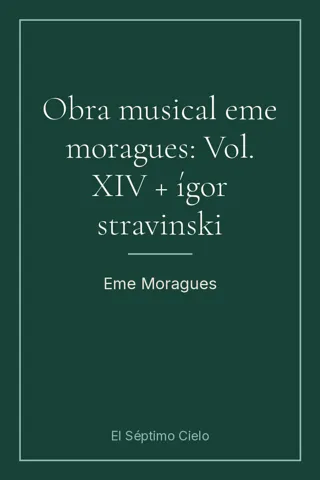 Obra musical eme
moragues: Vol.
XIV + ígor
stravinski
Eme Moragues
El Séptimo Cielo